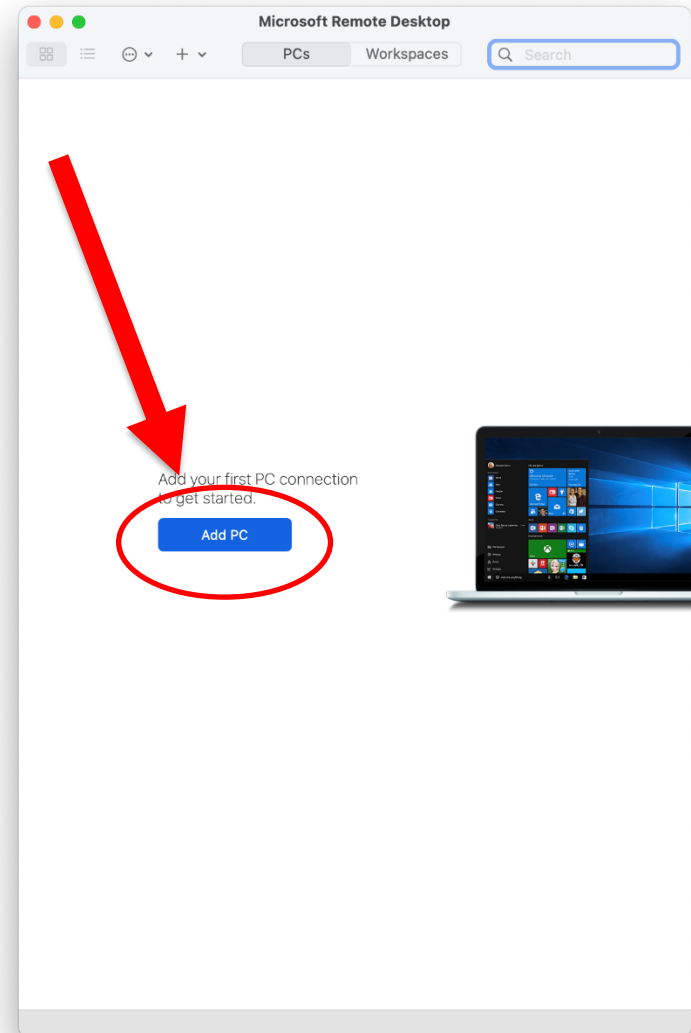 Microsoft Remote Desktop
PCs
Workspaces
Search
Add your first PC connection
to get started.
Add PC